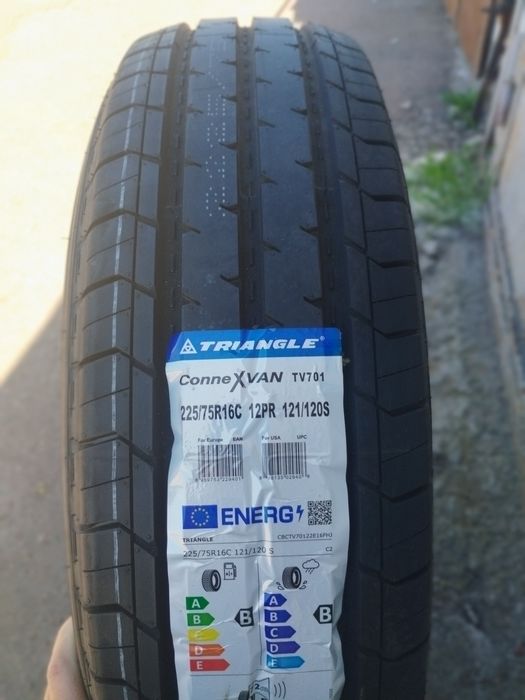 TRIANGLE
ConneXVAN TV701
225/75R16C 12PR 121/120S
For Europe EAN For USA UPC
ENERG
TRIANGLE CBCTV70122E16FHJ
225/75R16C 121/120 S C2
A A
B B B B
C C
D D
E E